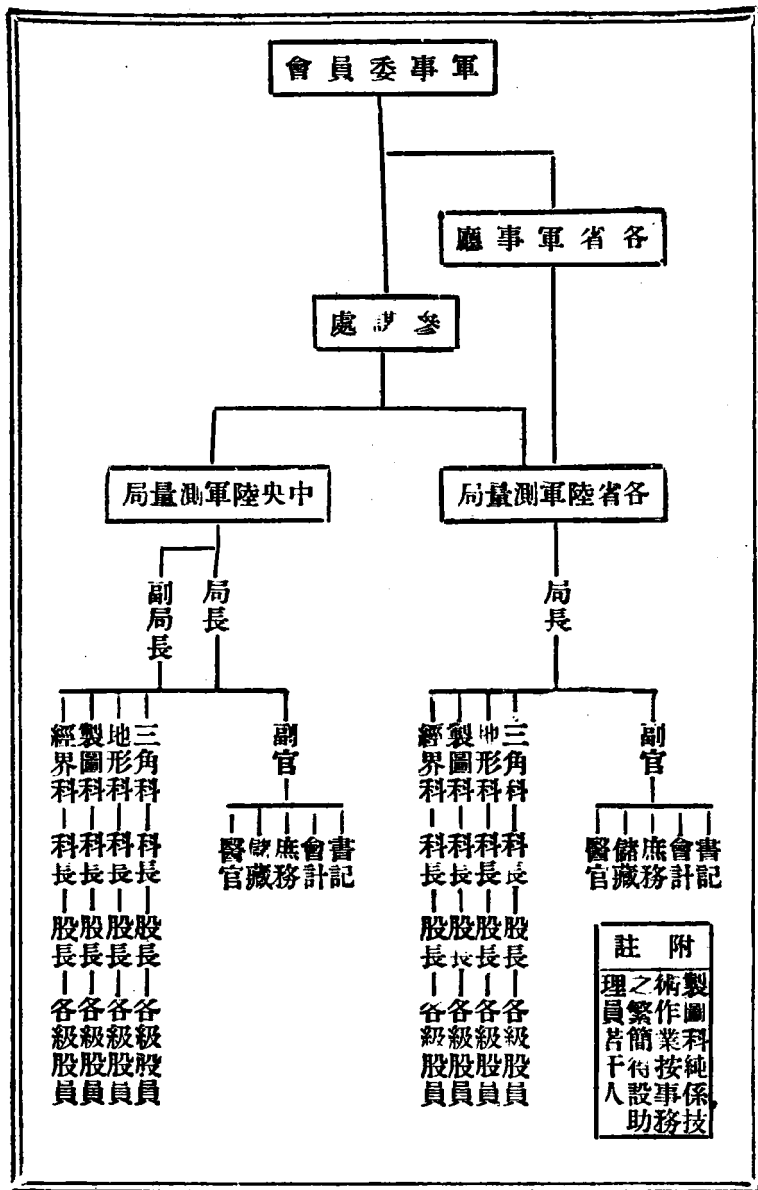 軍事委員會
各省軍事廳
參謀處
各省陸軍測量局
中央陸軍測量局
局長
局長
副局長
副官
書記
會計
庶務
儲藏
醫官
三角科 科長 股長 各級股員
地形科 科長 股長 各級股員
製圖科 科長 股長 各級股員
經界科 科長 股長 各級股員
副官
書記
會計
庶務
儲藏
醫官
三角科 科長 股長 各級股員
地形科 科長 股長 各級股員
製圖科 科長 股長 各級股員
經界科 科長 股長 各級股員
附註
製圖科純係技
術作業按事務
之繁簡得設助
理員若干人